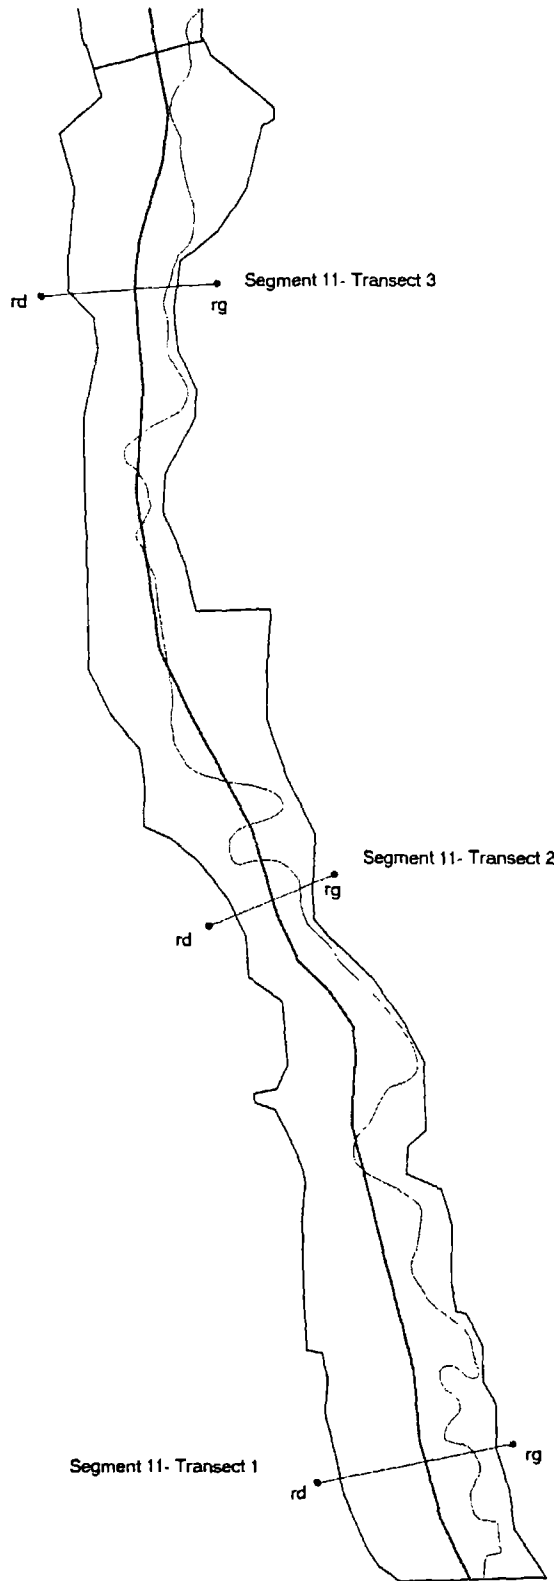 Segment 11- Transect 3
rd
rg
Segment 11- Transect 2
rg
rd
Segment 11- Transect 1
rg
rd